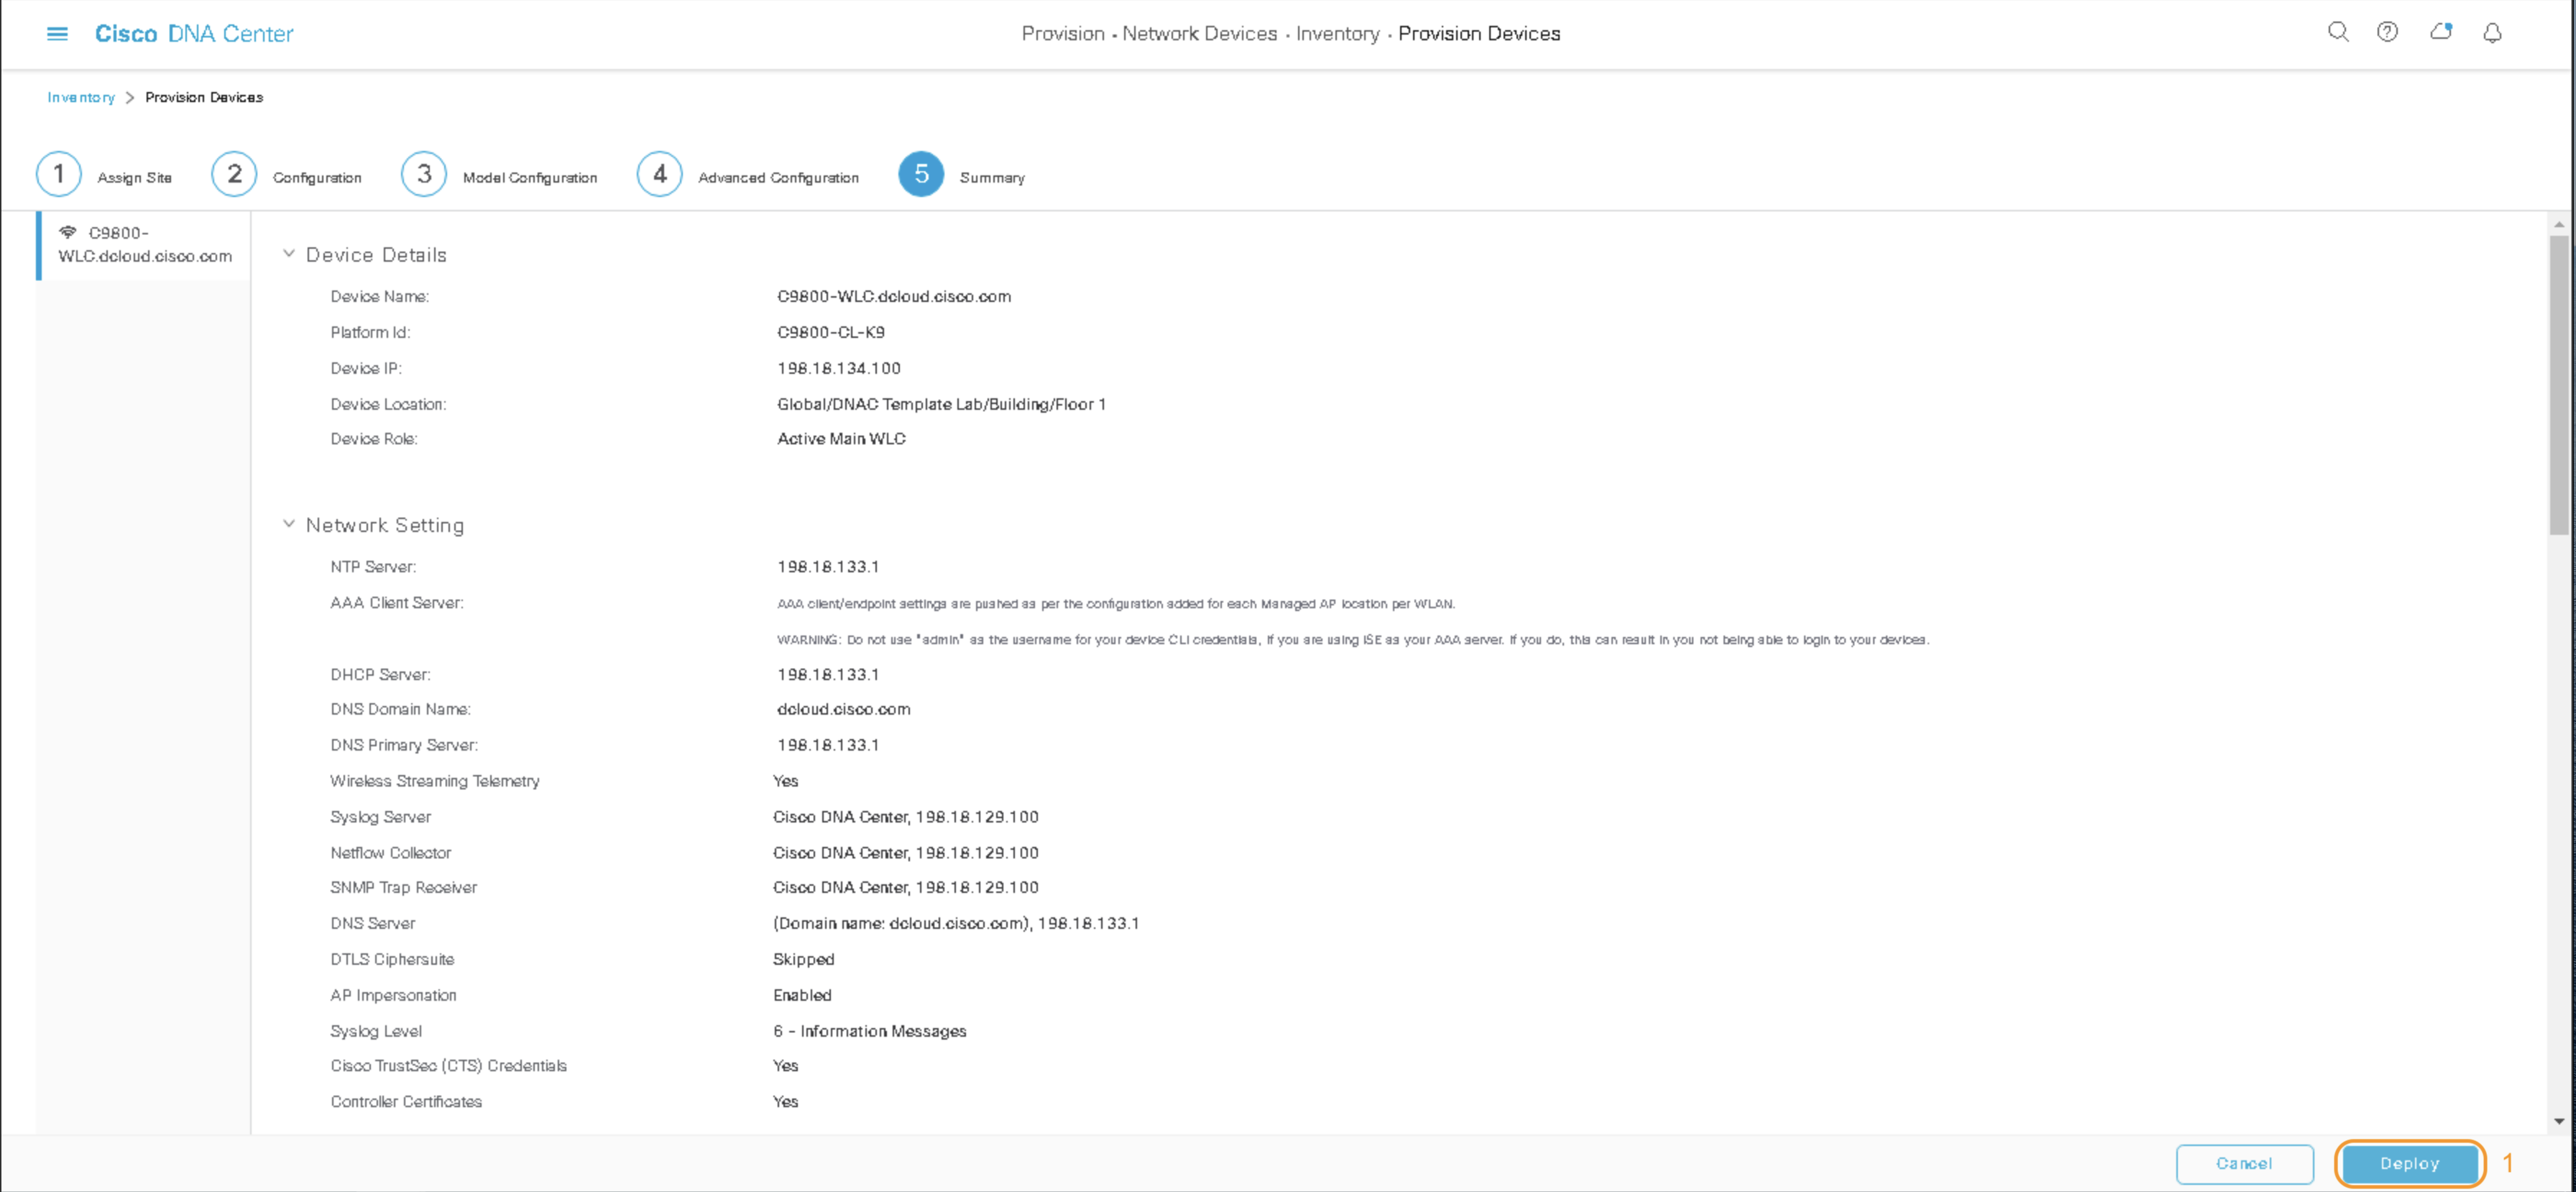 Cisco DNA Center
Provision · Network Devices · Inventory · Provision Devices
Inventory > Provision Devices
1 Assign Site 2 Configuration 3 Model Configuration 4 Advanced Configuration 5 Summary
C9800-
WLC.dcloud.cisco.com
Device Details
Device Name: C9800-WLC.dcloud.cisco.com
Platform Id: C9800-CL-K9
Device IP: 198.18.134.100
Device Location: Global/DNAC Template Lab/Building/Floor 1
Device Role: Active Main WLC
Network Setting
NTP Server: 198.18.133.1
AAA Client Server: AAA client/endpoint settings are pushed as per the configuration added for each Managed AP location per WLAN.
WARNING: Do not use "admin" as the username for your device CLI credentials, if you are using ISE as your AAA server. If you do, this can result in you not being able to login to your devices.
DHCP Server: 198.18.133.1
DNS Domain Name: dcloud.cisco.com
DNS Primary Server: 198.18.133.1
Wireless Streaming Telemetry Yes
Syslog Server Cisco DNA Center, 198.18.129.100
Netflow Collector Cisco DNA Center, 198.18.129.100
SNMP Trap Receiver Cisco DNA Center, 198.18.129.100
DNS Server (Domain name: dcloud.cisco.com), 198.18.133.1
DTLS Ciphersuite Skipped
AP Impersonation Enabled
Syslog Level 6 - Information Messages
Cisco TrustSec (CTS) Credentials Yes
Controller Certificates Yes
Cancel Deploy 1